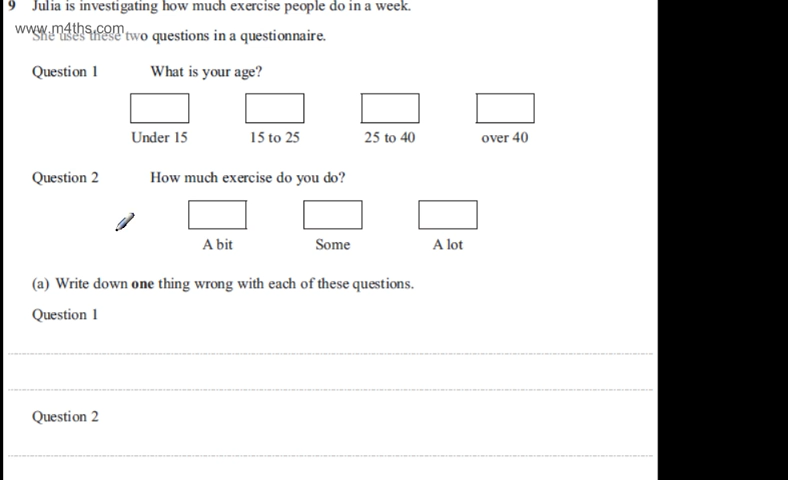 9 Julia is investigating how much exercise people do in a week.
www.m4ths.com
She uses these two questions in a questionnaire.
Question 1 What is your age?
Under 15 15 to 25 25 to 40 over 40
Question 2 How much exercise do you do?
A bit Some A lot
(a) Write down one thing wrong with each of these questions.
Question 1
Question 2